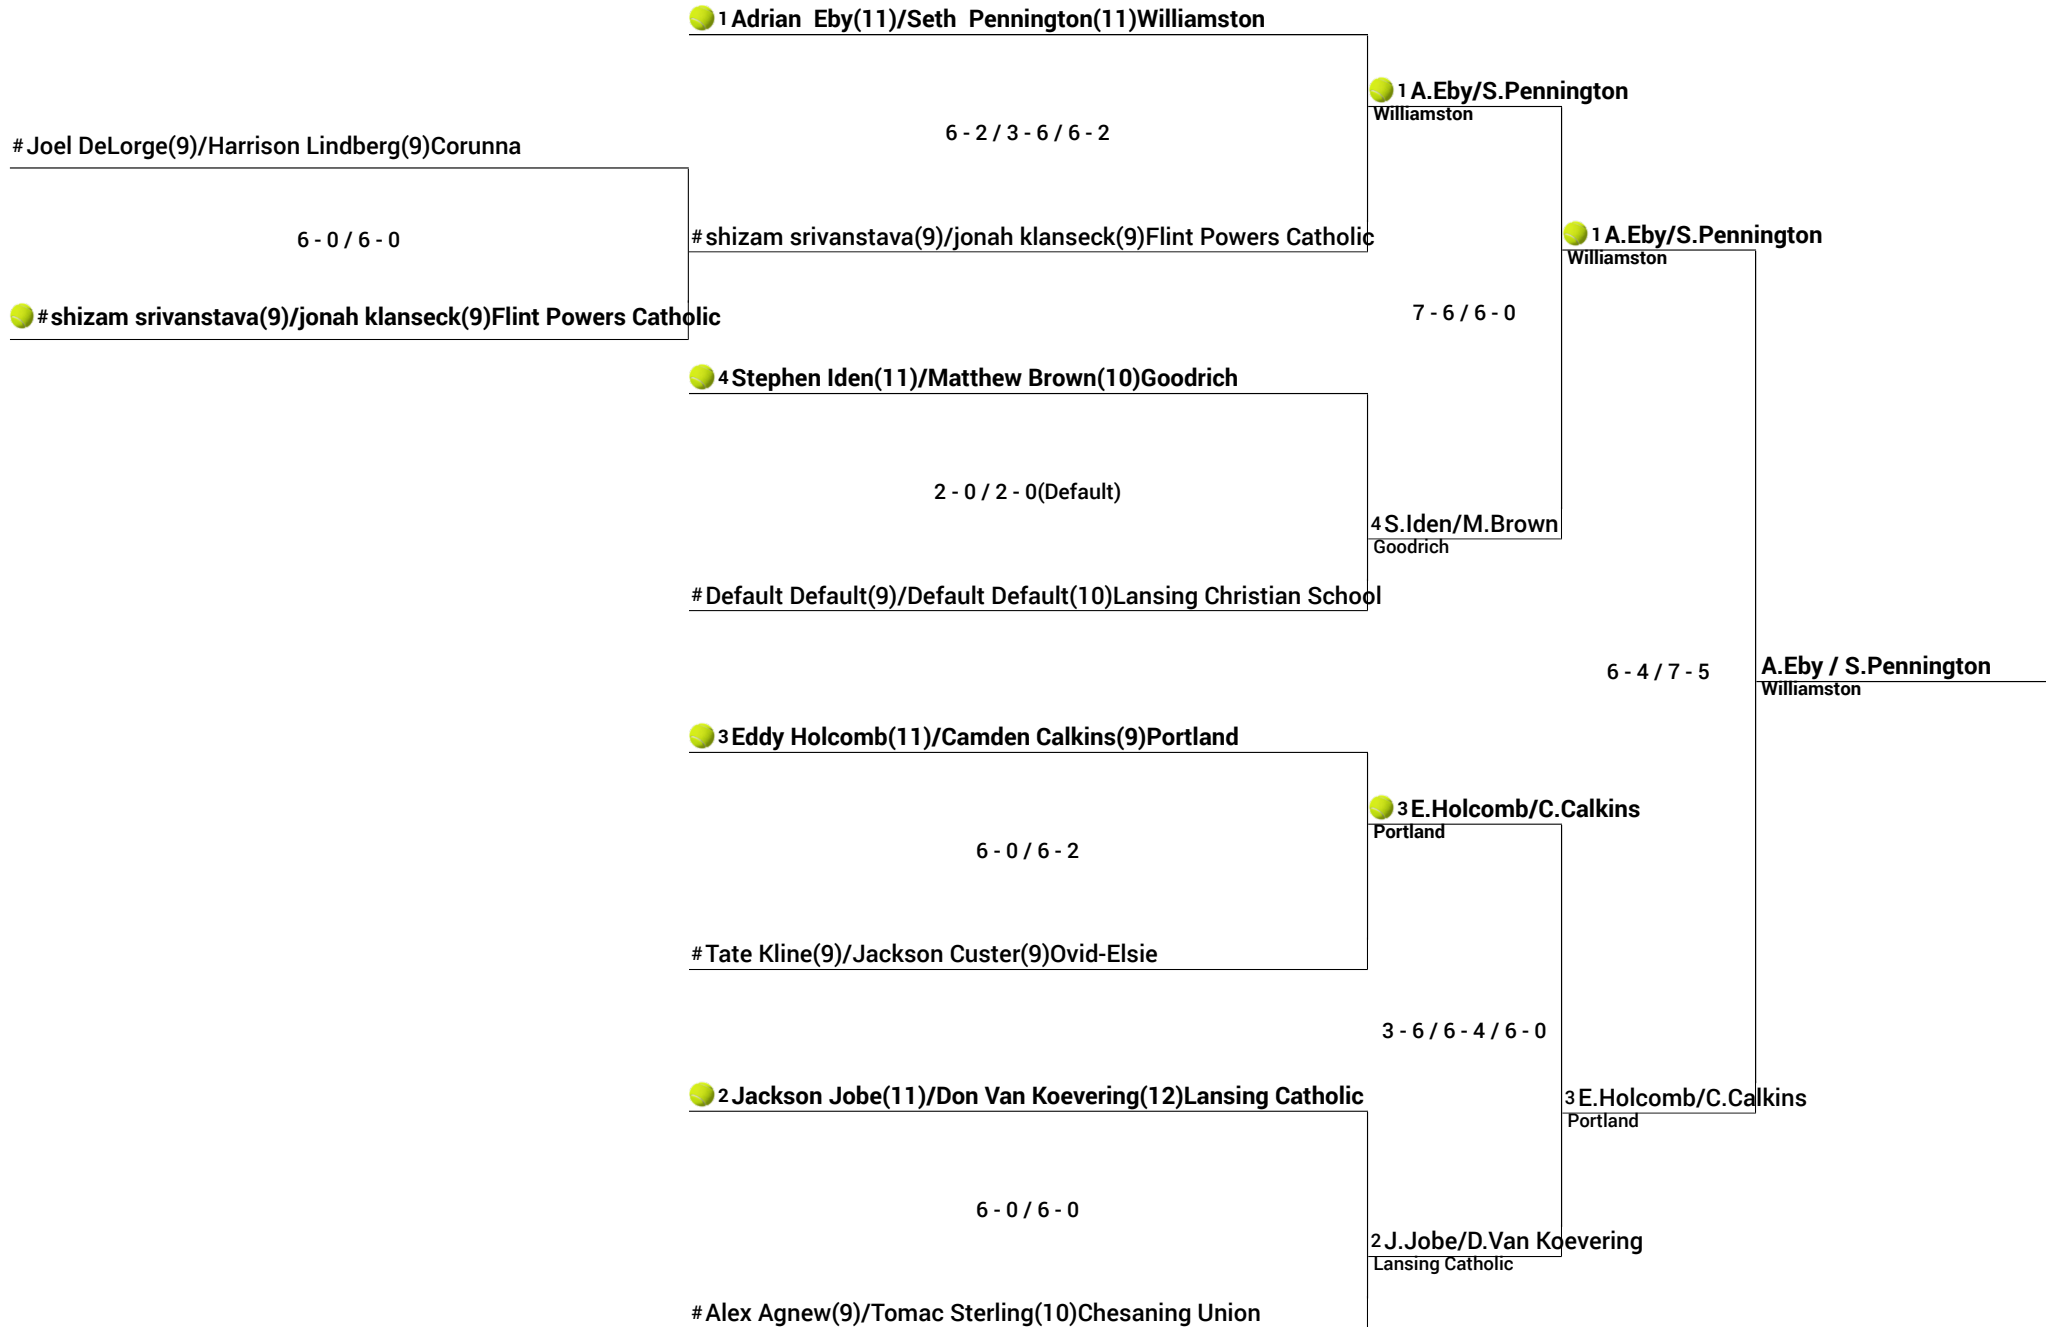 1 Adrian  Eby(11)/Seth  Pennington(11)Williamston
1 A.Eby/S.Pennington
Williamston
6 - 2 / 3 - 6 / 6 - 2
# Joel DeLorge(9)/Harrison Lindberg(9)Corunna
6 - 0 / 6 - 0
# shizam srivanstava(9)/jonah klanseck(9)Flint Powers Catholic
1 A.Eby/S.Pennington
Williamston
# shizam srivanstava(9)/jonah klanseck(9)Flint Powers Catholic
7 - 6 / 6 - 0
4 Stephen Iden(11)/Matthew Brown(10)Goodrich
2 - 0 / 2 - 0(Default)
4 S.Iden/M.Brown
Goodrich
# Default Default(9)/Default Default(10)Lansing Christian School
6 - 4 / 7 - 5
A.Eby / S.Pennington
Williamston
3 Eddy Holcomb(11)/Camden Calkins(9)Portland
3 E.Holcomb/C.Calkins
Portland
6 - 0 / 6 - 2
# Tate Kline(9)/Jackson Custer(9)Ovid-Elsie
3 - 6 / 6 - 4 / 6 - 0
2 Jackson Jobe(11)/Don Van Koevering(12)Lansing Catholic
3 E.Holcomb/C.Calkins
Portland
6 - 0 / 6 - 0
2 J.Jobe/D.Van Koevering
Lansing Catholic
# Alex Agnew(9)/Tomac Sterling(10)Chesaning Union